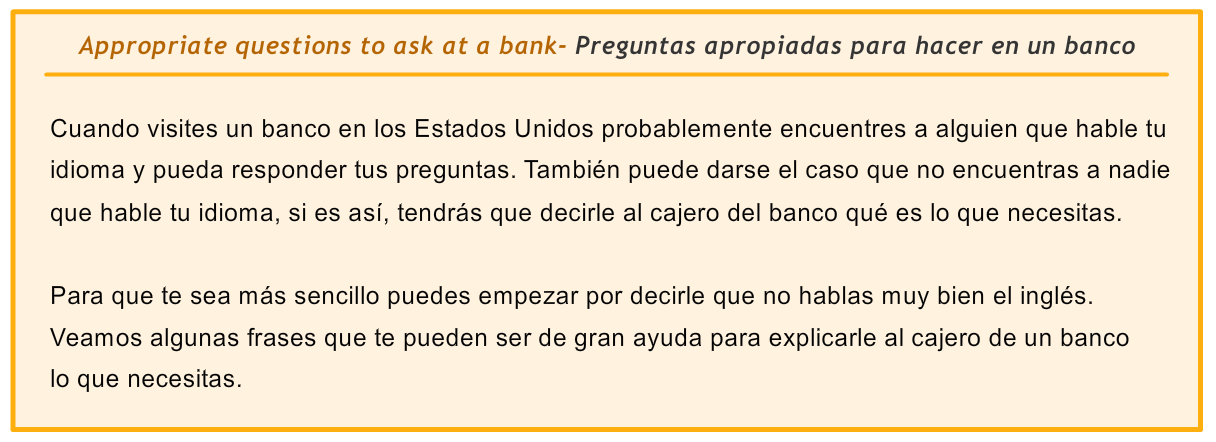 Appropriate questions to ask at a bank- Preguntas apropiadas para hacer en un banco
Cuando visites un banco en los Estados Unidos probablemente encuentres a alguien que hable tu
idioma y pueda responder tus preguntas. También puede darse el caso que no encuentras a nadie
que hable tu idioma, si es así, tendrás que decirle al cajero del banco qué es lo que necesitas.
Para que te sea más sencillo puedes empezar por decirle que no hablas muy bien el inglés.
Veamos algunas frases que te pueden ser de gran ayuda para explicarle al cajero de un banco
lo que necesitas.